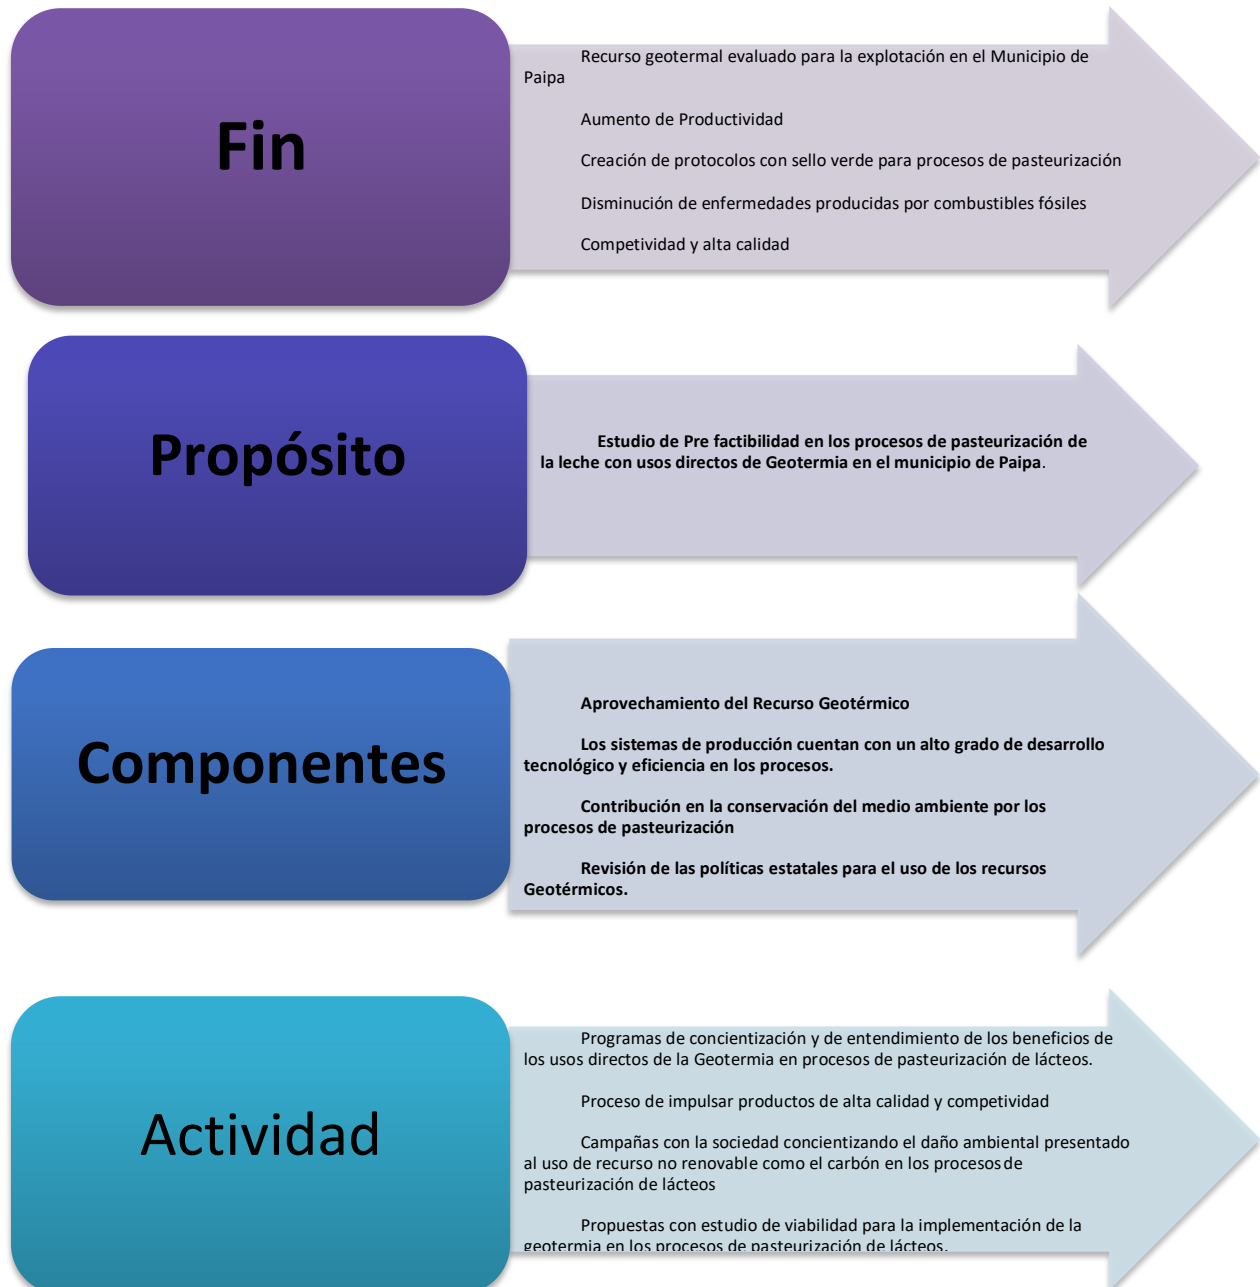 Fin
Recurso geotermal evaluado para la explotación en el Municipio de
Paipa
Aumento de Productividad
Creación de protocolos con sello verde para procesos de pasteurización
Disminución de enfermedades producidas por combustibles fósiles
Competividad y alta calidad
Propósito
Estudio de Pre factibilidad en los procesos de pasteurización de
la leche con usos directos de Geotermia en el municipio de Paipa.
Componentes
Aprovechamiento del Recurso Geotérmico
Los sistemas de producción cuentan con un alto grado de desarrollo
tecnológico y eficiencia en los procesos.
Contribución en la conservación del medio ambiente por los
procesos de pasteurización
Revisión de las políticas estatales para el uso de los recursos
Geotérmicos.
Actividad
Programas de concientización y de entendimiento de los beneficios de
los usos directos de la Geotermia en procesos de pasteurización de lácteos.
Proceso de impulsar productos de alta calidad y competividad
Campañas con la sociedad concientizando el daño ambiental presentado
al uso de recurso no renovable como el carbón en los procesos de
pasteurización de lácteos
Propuestas con estudio de viabilidad para la implementación de la
geotermia en los procesos de pasteurización de lácteos.